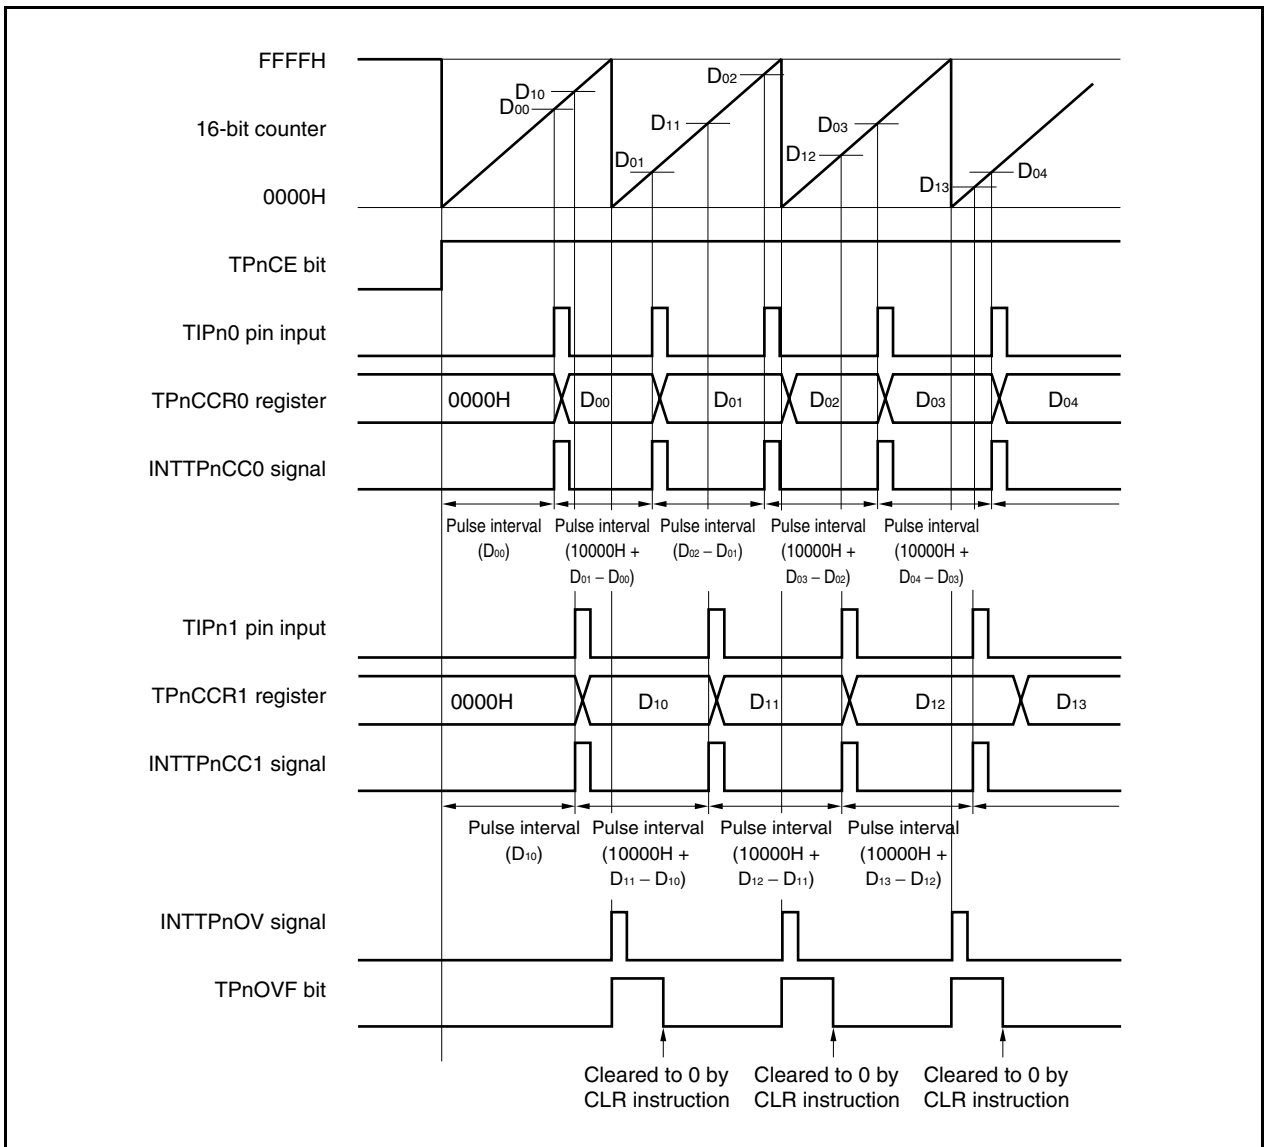 FFFFH
D10
D00
D02
16-bit counter
D11
D03
D01
D12
D13
D04
0000H
TPnCE bit
TIPn0 pin input
TPnCCR0 register
0000H
D00
D01
D02
D03
D04
INTTPnCC0 signal
Pulse interval
(D00)
Pulse interval
(10000H +
D01 – D00)
Pulse interval
(D02 – D01)
Pulse interval
(10000H +
D03 – D02)
Pulse interval
(10000H +
D04 – D03)
TIPn1 pin input
TPnCCR1 register
0000H
D10
D11
D12
D13
INTTPnCC1 signal
Pulse interval
(D10)
Pulse interval
(10000H +
D11 – D10)
Pulse interval
(10000H +
D12 – D11)
Pulse interval
(10000H +
D13 – D12)
INTTPnOV signal
TPnOVF bit
Cleared to 0 by
CLR instruction
Cleared to 0 by
CLR instruction
Cleared to 0 by
CLR instruction